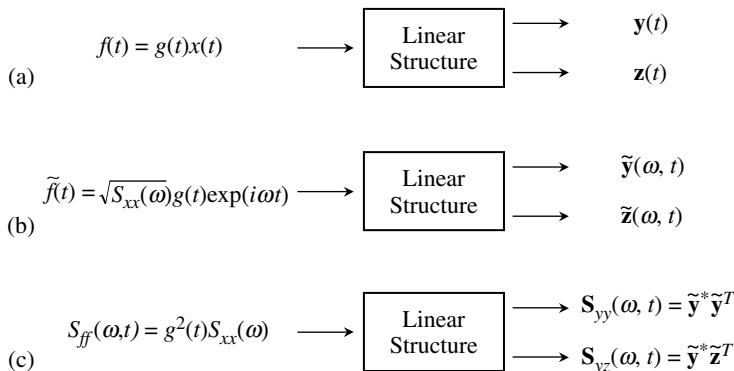 (a) f(t) = g(t)x(t) Linear Structure y(t) z(t)
(b) f̃(t) = √S_xx(ω) g(t)exp(iωt) Linear Structure ỹ(ω, t) z̃(ω, t)
(c) S_ff(ω,t) = g²(t)S_xx(ω) Linear Structure S_yy(ω, t) = ỹ*ỹ^T S_yz(ω, t) = ỹ*z̃^T